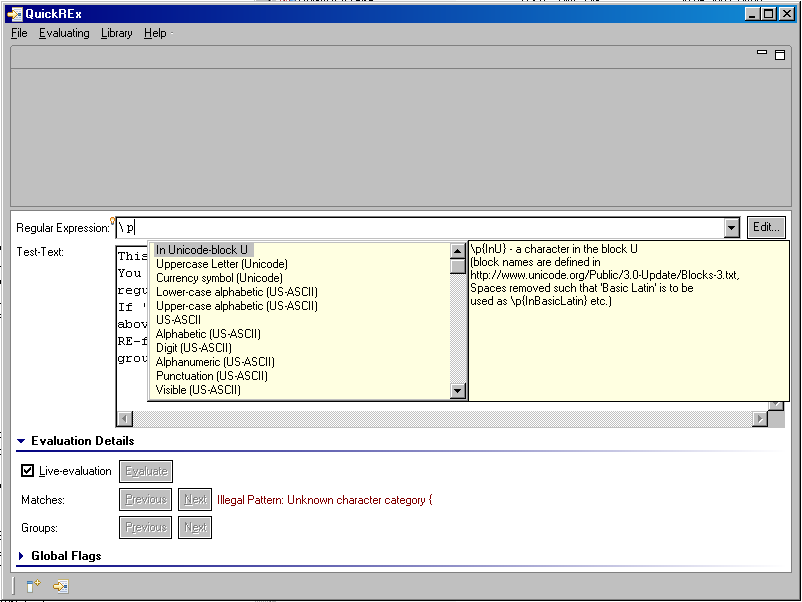 QuickREx
File Evaluating Library Help
Regular Expression: \p Edit...
Test-Text:
This
You
regu
If '
abov
RE-f
grou
In Unicode-block U
Uppercase Letter (Unicode)
Currency symbol (Unicode)
Lower-case alphabetic (US-ASCII)
Upper-case alphabetic (US-ASCII)
US-ASCII
Alphabetic (US-ASCII)
Digit (US-ASCII)
Alphanumeric (US-ASCII)
Punctuation (US-ASCII)
Visible (US-ASCII)
\p{InU} - a character in the block U
(block names are defined in
http://www.unicode.org/Public/3.0-Update/Blocks-3.txt,
Spaces removed such that 'Basic Latin' is to be
used as \p{InBasicLatin} etc.)
Evaluation Details
Live-evaluation Evaluate
Matches: Previous Next Illegal Pattern: Unknown character category {
Groups: Previous Next
Global Flags